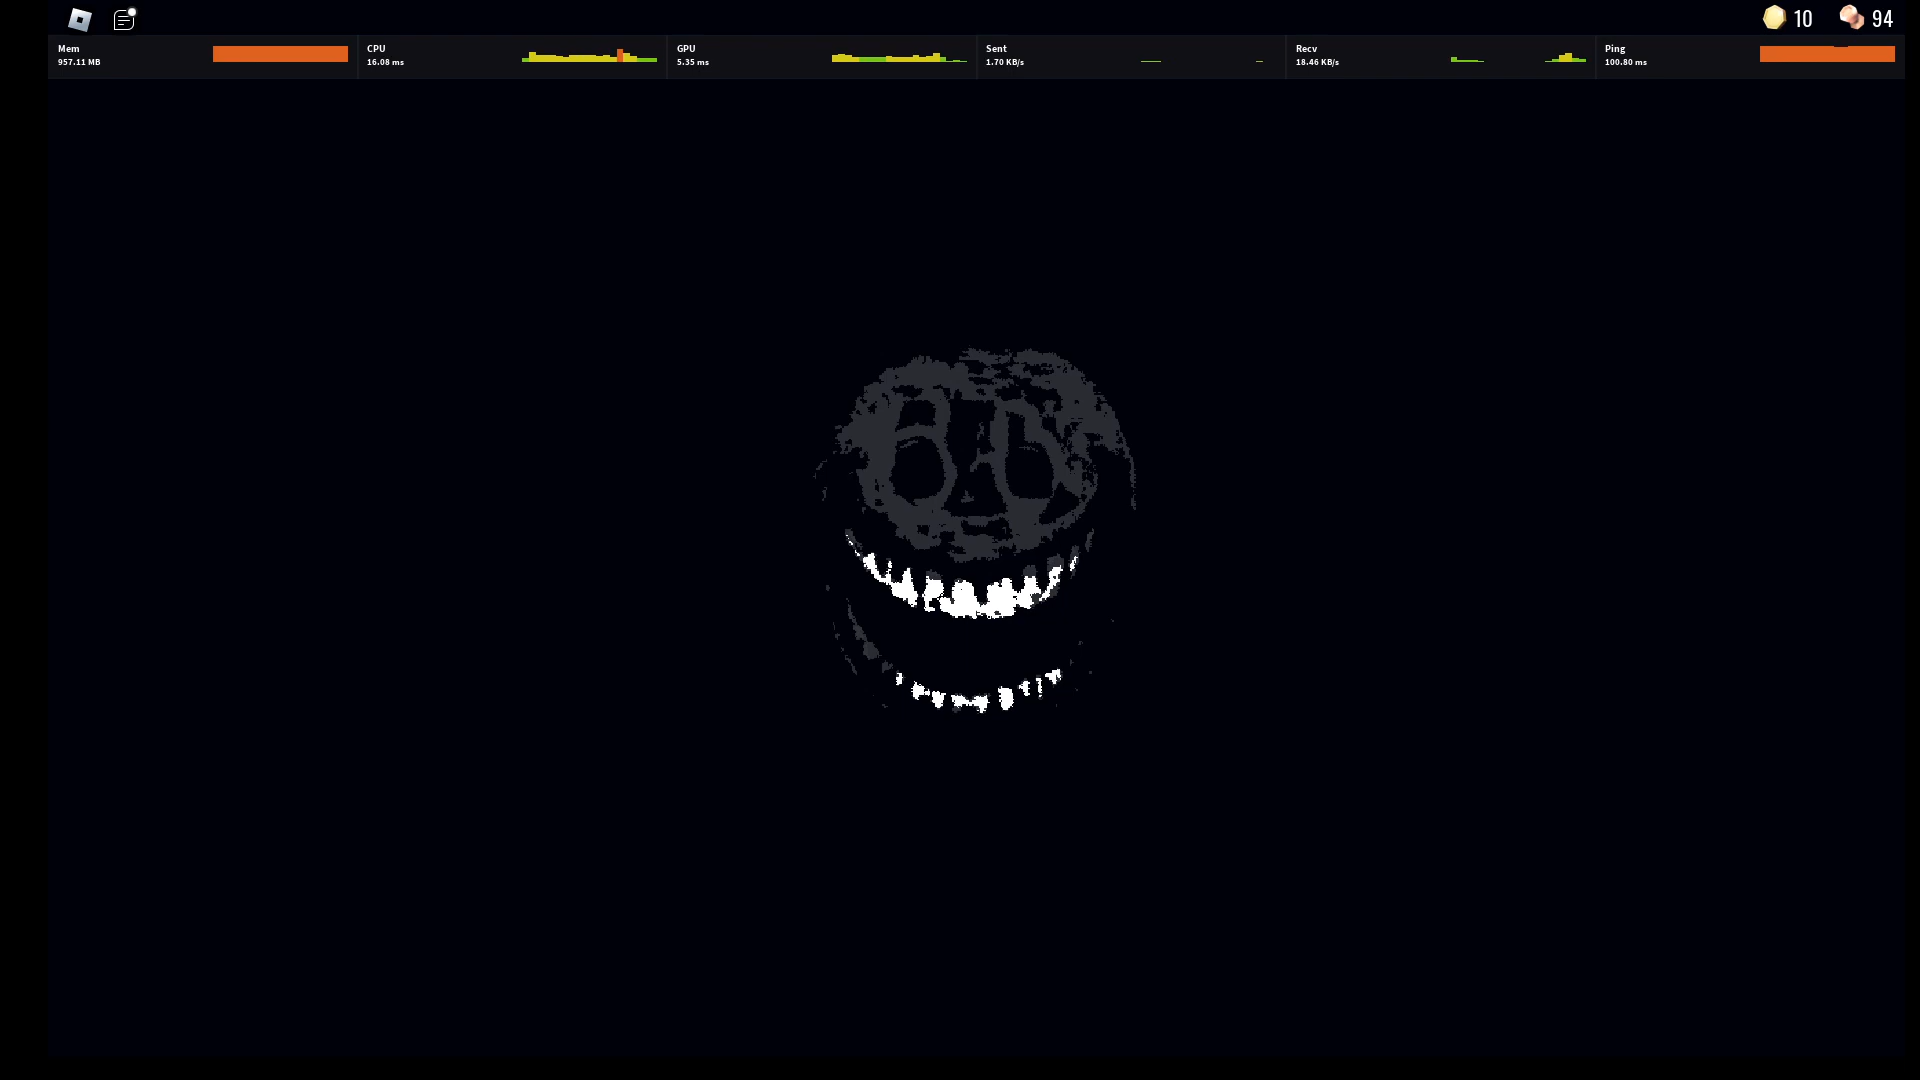 10 94
Mem CPU GPU Sent Recv Ping
957.11 MB 16.08 ms 5.35 ms 1.70 KB/s 18.46 KB/s 100.80 ms